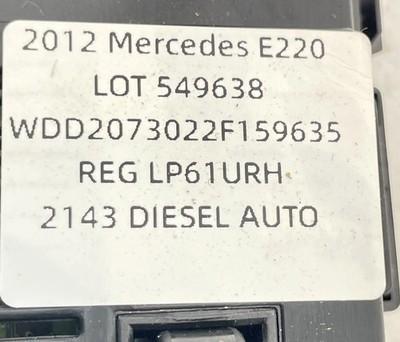 2012 Mercedes E220
LOT 549638
WDD2073022F159635
REG LP61URH
2143 DIESEL AUTO